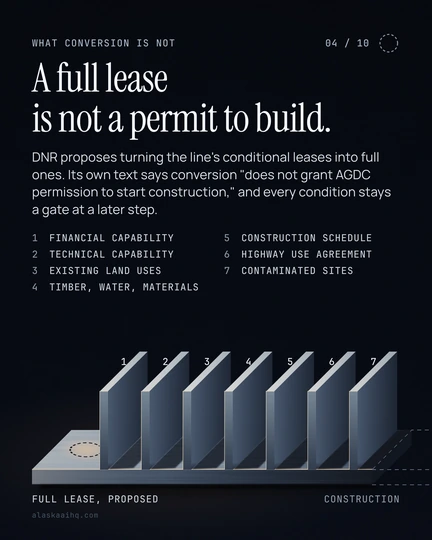 WHAT CONVERSION IS NOT
04 / 10
A full lease
is not a permit to build.
DNR proposes turning the line's conditional leases into full
ones. Its own text says conversion "does not grant AGDC
permission to start construction," and every condition stays
a gate at a later step.
1 FINANCIAL CAPABILITY
2 TECHNICAL CAPABILITY
3 EXISTING LAND USES
4 TIMBER, WATER, MATERIALS
5 CONSTRUCTION SCHEDULE
6 HIGHWAY USE AGREEMENT
7 CONTAMINATED SITES
1 2 3 4 5 6 7
FULL LEASE, PROPOSED
CONSTRUCTION
alaskaaihq.com